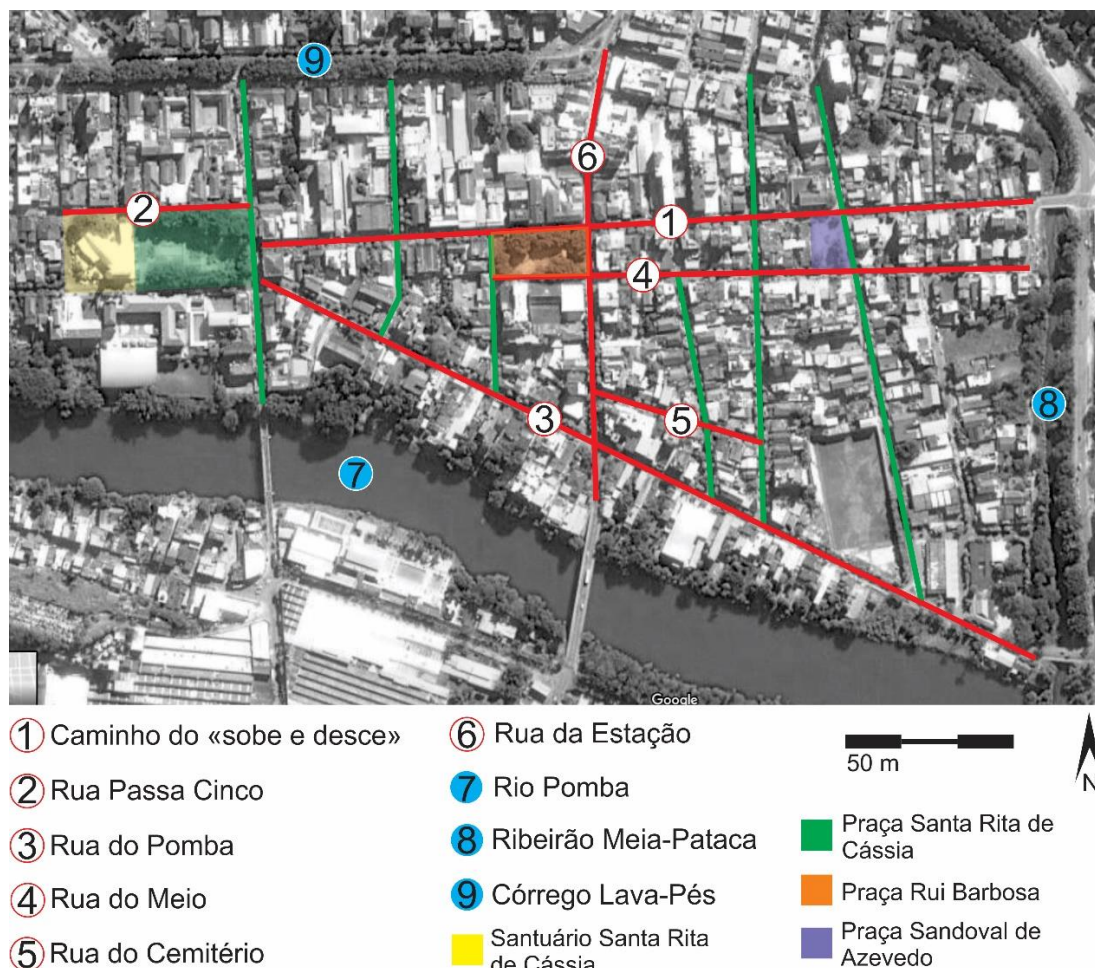 9
6
2
1
4
3
5
8
7
Google
1 Caminho do «sobe e desce»
2 Rua Passa Cinco
3 Rua do Pomba
4 Rua do Meio
5 Rua do Cemitério
6 Rua da Estação
7 Rio Pomba
8 Ribeirão Meia-Pataca
9 Córrego Lava-Pés
Santuário Santa Rita
de Cássia
50 m
N
Praça Santa Rita de
Cássia
Praça Rui Barbosa
Praça Sandoval de
Azevedo